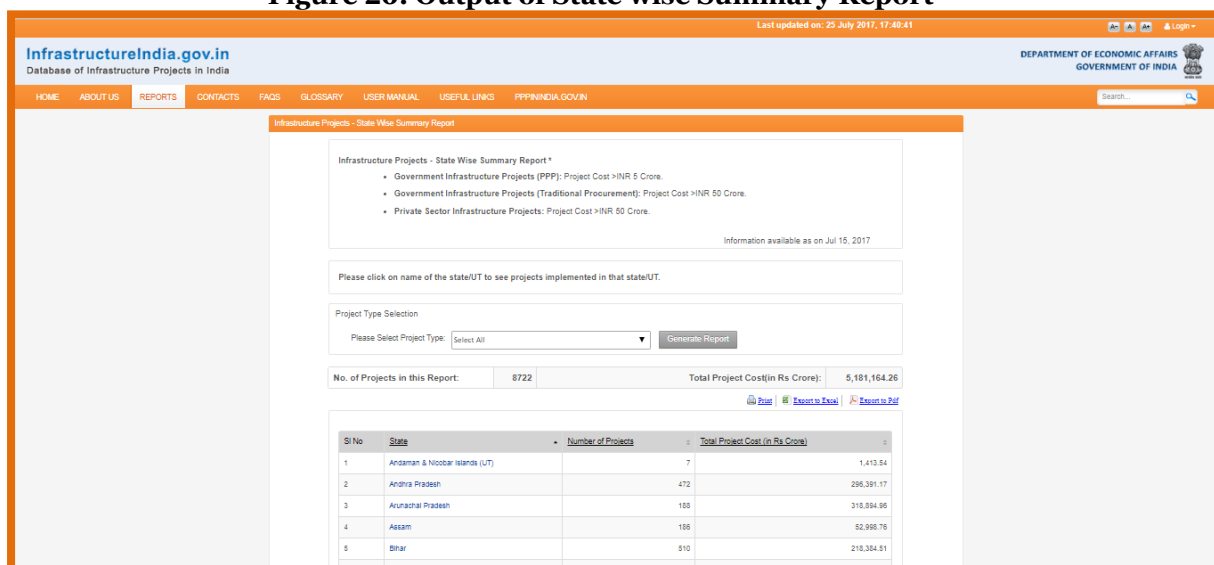 Figure 26: Output of State wise Summary Report
Last updated on: 25 July 2017, 17:40:41
A- A A+ Login
InfrastructureIndia.gov.in
Database of Infrastructure Projects in India
DEPARTMENT OF ECONOMIC AFFAIRS
GOVERNMENT OF INDIA
HOME ABOUT US REPORTS CONTACTS FAQS GLOSSARY USER MANUAL USEFUL LINKS PPPININDIA.GOV.IN Search...
Infrastructure Projects - State Wise Summary Report
Infrastructure Projects - State Wise Summary Report *
• Government Infrastructure Projects (PPP): Project Cost >INR 5 Crore.
• Government Infrastructure Projects (Traditional Procurement): Project Cost >INR 50 Crore.
• Private Sector Infrastructure Projects: Project Cost >INR 50 Crore.
Information available as on Jul 15, 2017
Please click on name of the state/UT to see projects implemented in that state/UT.
Project Type Selection
Please Select Project Type: Select All Generate Report
No. of Projects in this Report: 8722 Total Project Cost(in Rs Crore): 5,181,164.26
Print Export to Excel Export to Pdf
Sl No State Number of Projects Total Project Cost (in Rs Crore)
1 Andaman & Nicobar Islands (UT) 7 1,413.54
2 Andhra Pradesh 472 296,391.17
3 Arunachal Pradesh 188 318,894.96
4 Assam 186 52,998.76
5 Bihar 510 218,384.51